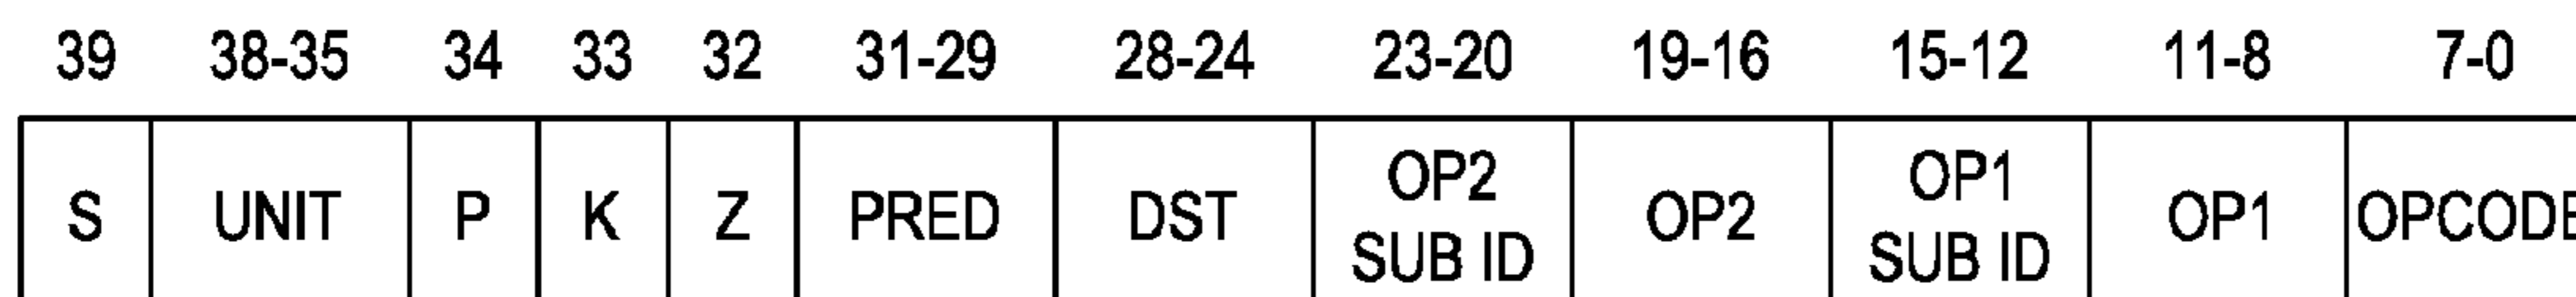 39 38-35 34 33 32 31-29 28-24 23-20 19-16 15-12 11-8 7-0
S UNIT P K Z PRED DST OP2 SUB ID OP2 OP1 SUB ID OP1 OPCODE